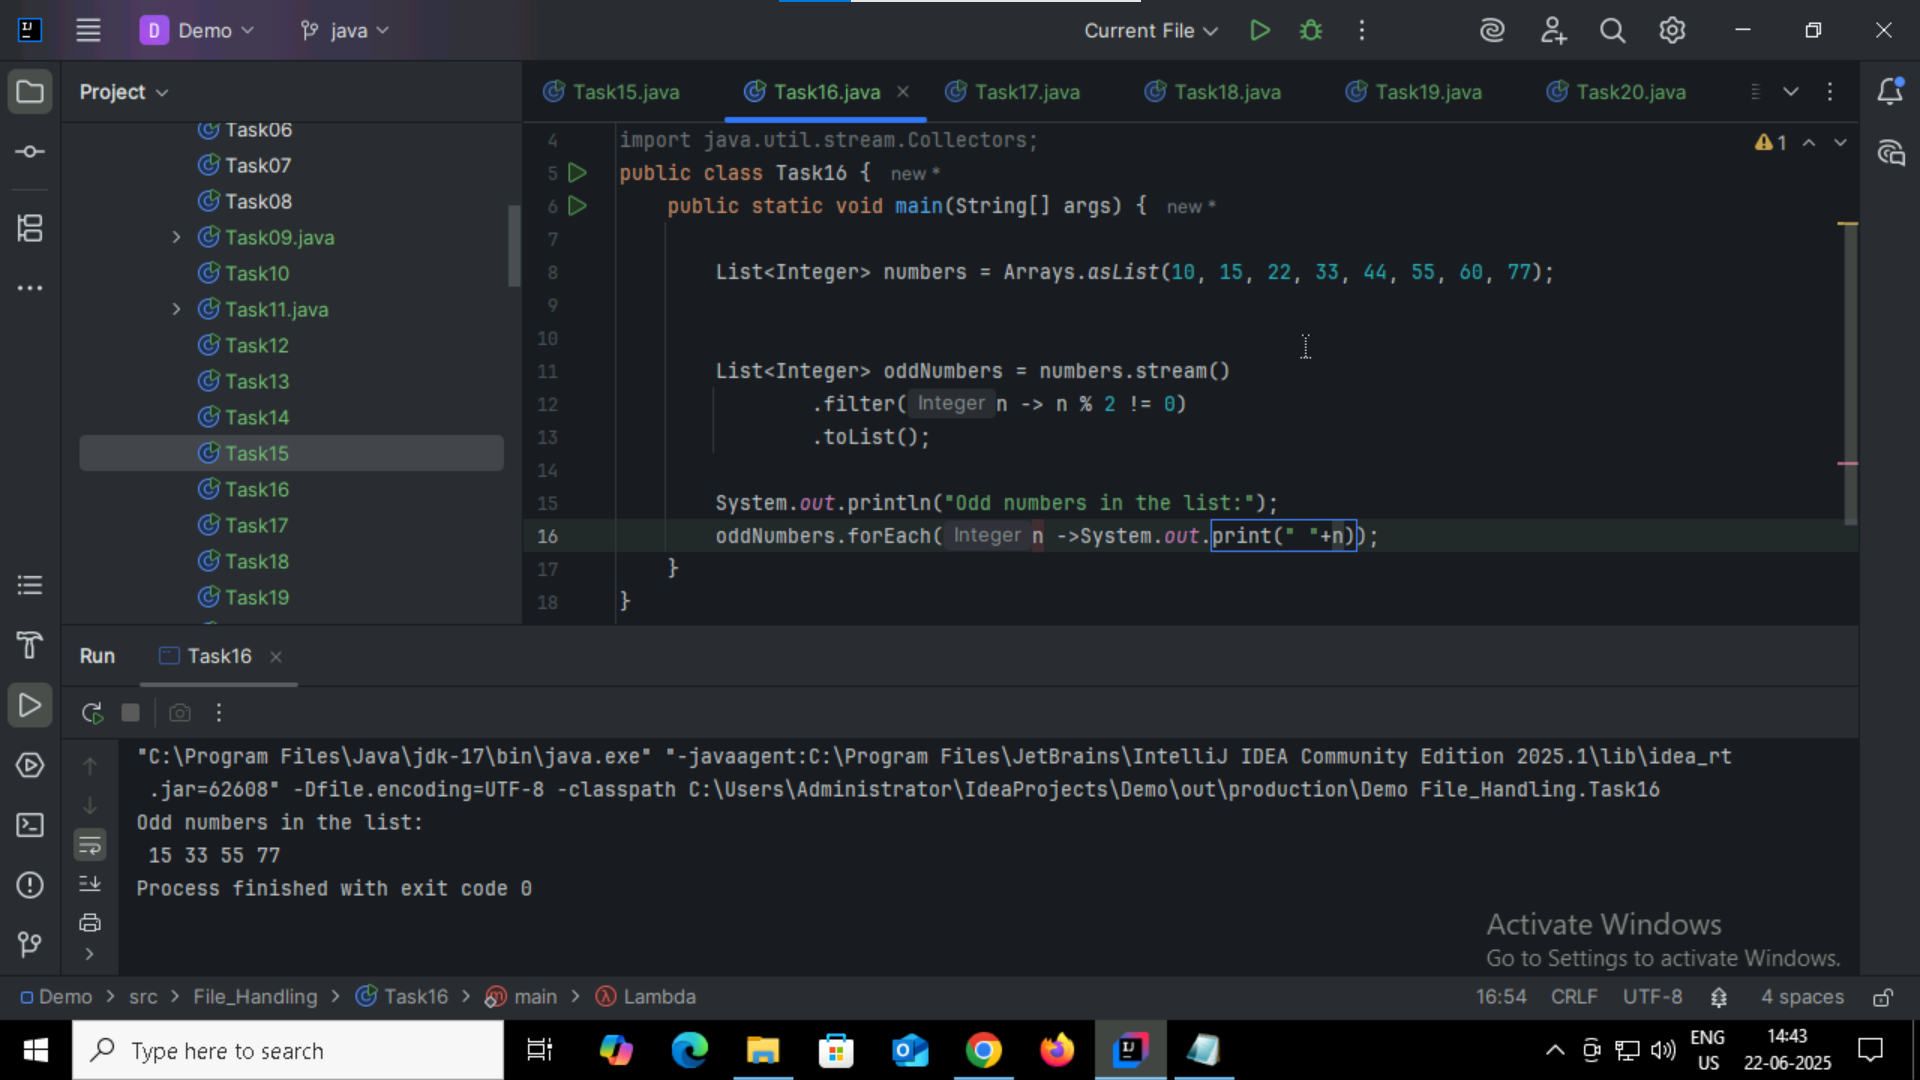 D Demo java Current File
Project
Task15.java Task16.java Task17.java Task18.java Task19.java Task20.java
Task06
Task07
Task08
Task09.java
Task10
Task11.java
Task12
Task13
Task14
Task15
Task16
Task17
Task18
Task19
1
4 import java.util.stream.Collectors;
5 public class Task16 { new *
6 public static void main(String[] args) { new *
7
8 List<Integer> numbers = Arrays.asList(10, 15, 22, 33, 44, 55, 60, 77);
9
10
11 List<Integer> oddNumbers = numbers.stream()
12 .filter( Integer n -> n % 2 != 0)
13 .toList();
14
15 System.out.println("Odd numbers in the list:");
16 oddNumbers.forEach( Integer n ->System.out.print(" "+n));
17 }
18 }
Run Task16
"C:\Program Files\Java\jdk-17\bin\java.exe" "-javaagent:C:\Program Files\JetBrains\IntelliJ IDEA Community Edition 2025.1\lib\idea_rt
.jar=62608" -Dfile.encoding=UTF-8 -classpath C:\Users\Administrator\IdeaProjects\Demo\out\production\Demo File_Handling.Task16
Odd numbers in the list:
15 33 55 77
Process finished with exit code 0
Activate Windows
Go to Settings to activate Windows.
Demo > src > File_Handling > Task16 > main > Lambda 16:54 CRLF UTF-8 4 spaces
Type here to search
ENG
US
14:43
22-06-2025